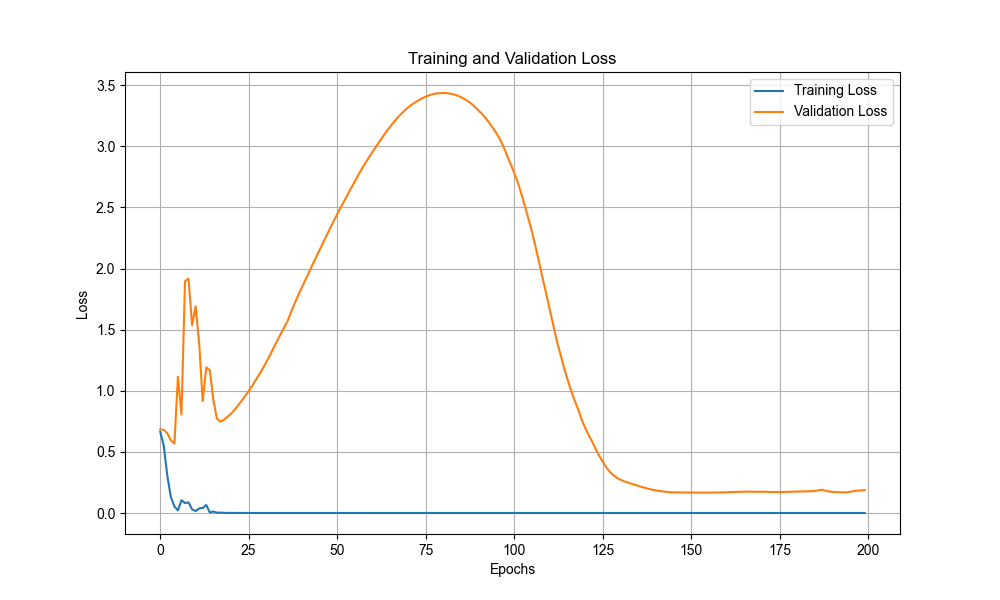 Training and Validation Loss
Training Loss
Validation Loss
3.5
3.0
2.5
2.0
1.5
1.0
0.5
0.0
Loss
0 25 50 75 100 125 150 175 200
Epochs